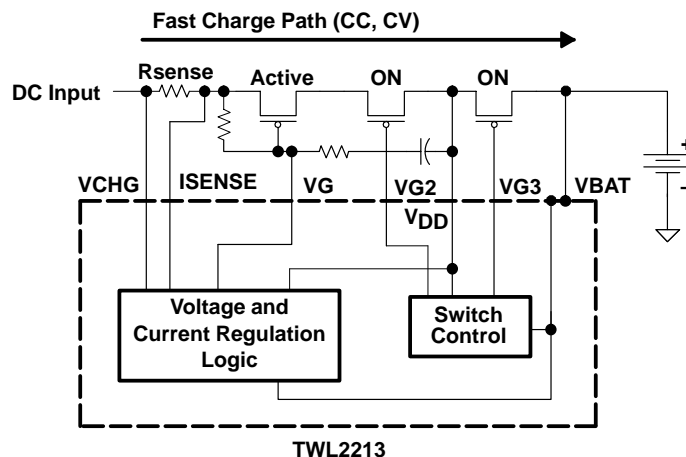 Fast Charge Path (CC, CV)
Rsense
Active
ON
ON
DC Input
+
−
VCHG
ISENSE
VG
VG2
VG3
VBAT
VDD
Voltage and
Current Regulation
Logic
Switch
Control
TWL2213